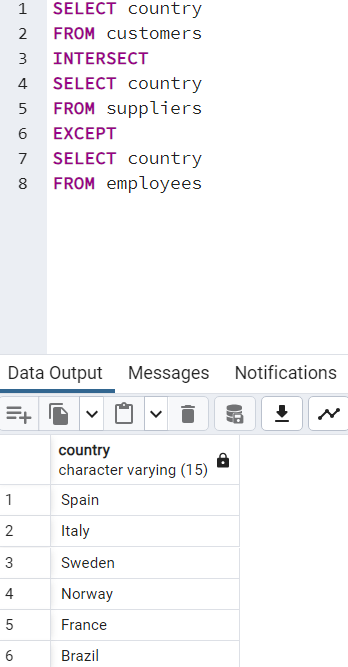 1 SELECT country
2 FROM customers
3 INTERSECT
4 SELECT country
5 FROM suppliers
6 EXCEPT
7 SELECT country
8 FROM employees
Data Output Messages Notifications
country
character varying (15)
1 Spain
2 Italy
3 Sweden
4 Norway
5 France
6 Brazil